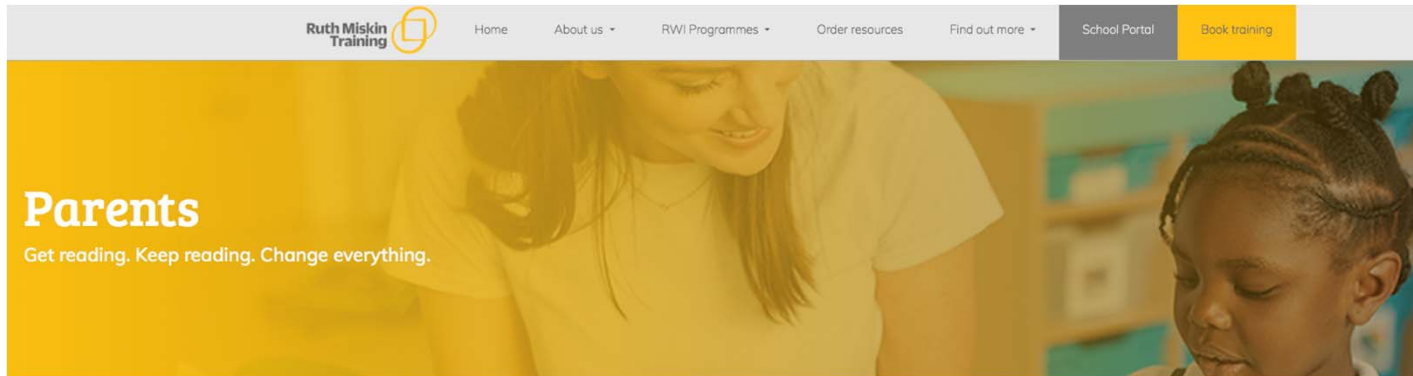 Ruth Miskin
Training
Home
About us
RWI Programmes
Order resources
Find out more
School Portal
Book training
Parents
Get reading. Keep reading. Change everything.